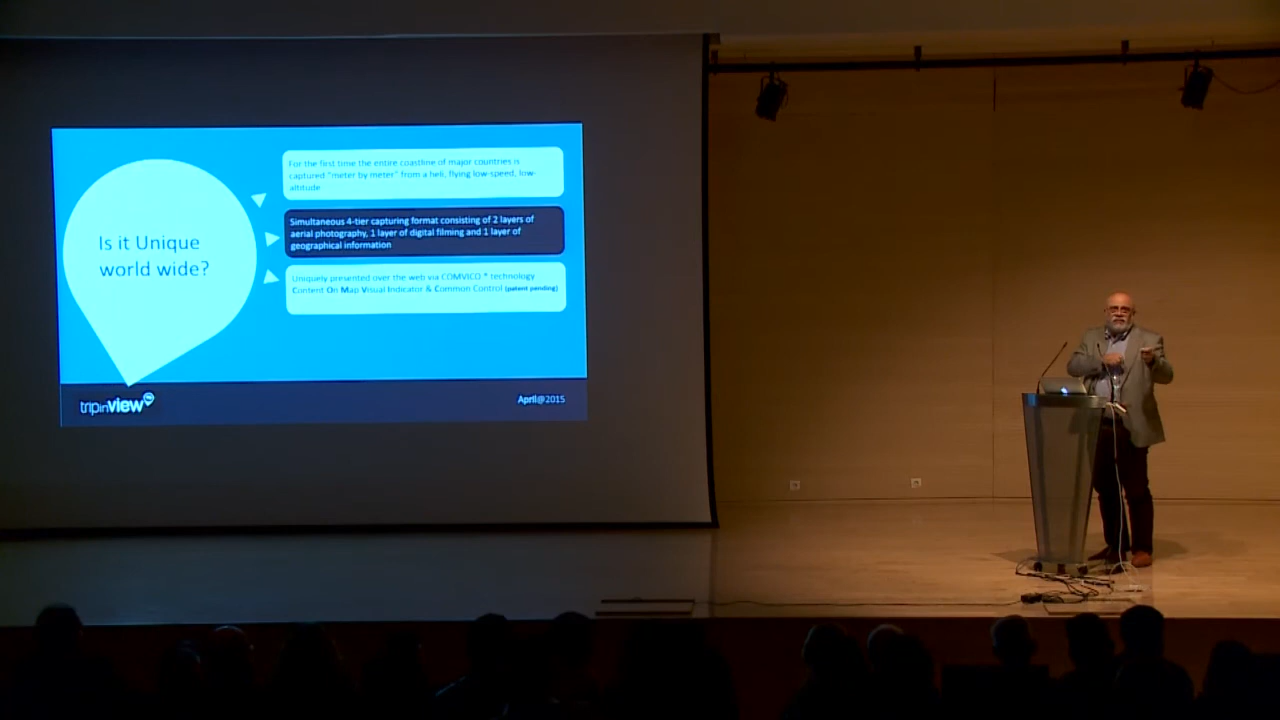 Is it Unique
world wide?
For the first time the entire coastline of major countries is
captured "meter by meter" from a heli, flying low-speed, low-
altitude
Simultaneous 4-tier capturing format consisting of 2 layers of
aerial photography, 1 layer of digital filming and 1 layer of
geographical information
Uniquely presented over the web via COMVICO * technology
Content On Map Visual Indicator & Common Control (patent pending)
tripinview
April@2015